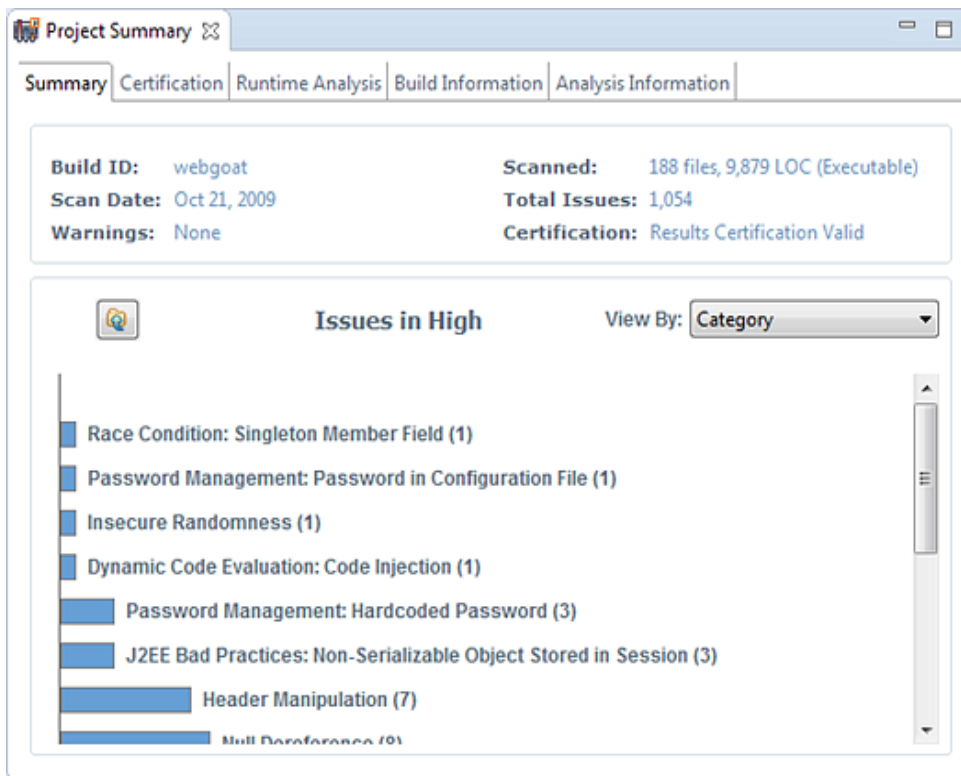 Project Summary
Summary Certification Runtime Analysis Build Information Analysis Information
Build ID: webgoat Scanned: 188 files, 9,879 LOC (Executable)
Scan Date: Oct 21, 2009 Total Issues: 1,054
Warnings: None Certification: Results Certification Valid
Issues in High View By: Category
Race Condition: Singleton Member Field (1)
Password Management: Password in Configuration File (1)
Insecure Randomness (1)
Dynamic Code Evaluation: Code Injection (1)
Password Management: Hardcoded Password (3)
J2EE Bad Practices: Non-Serializable Object Stored in Session (3)
Header Manipulation (7)
Null Dereference (8)